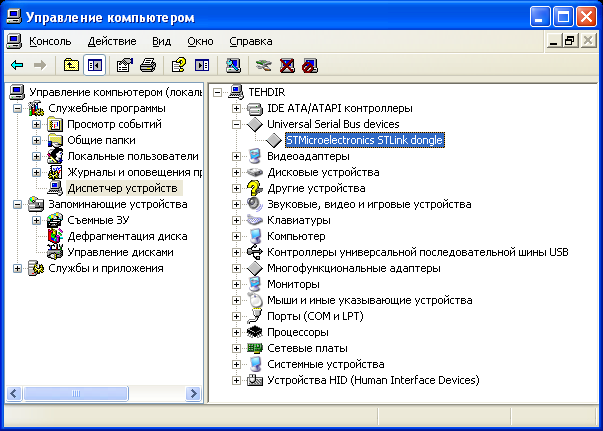 Управление компьютером
Консоль Действие Вид Окно Справка
Управление компьютером (локаль
Служебные программы
Просмотр событий
Общие папки
Локальные пользователи
Журналы и оповещения пр
Диспетчер устройств
Запоминающие устройства
Съемные ЗУ
Дефрагментация диска
Управление дисками
Службы и приложения
TEHDIR
IDE ATA/ATAPI контроллеры
Universal Serial Bus devices
STMicroelectronics STLink dongle
Видеоадаптеры
Дисковые устройства
Другие устройства
Звуковые, видео и игровые устройства
Клавиатуры
Компьютер
Контроллеры универсальной последовательной шины USB
Многофункциональные адаптеры
Мониторы
Мыши и иные указывающие устройства
Порты (COM и LPT)
Процессоры
Сетевые платы
Системные устройства
Устройства HID (Human Interface Devices)